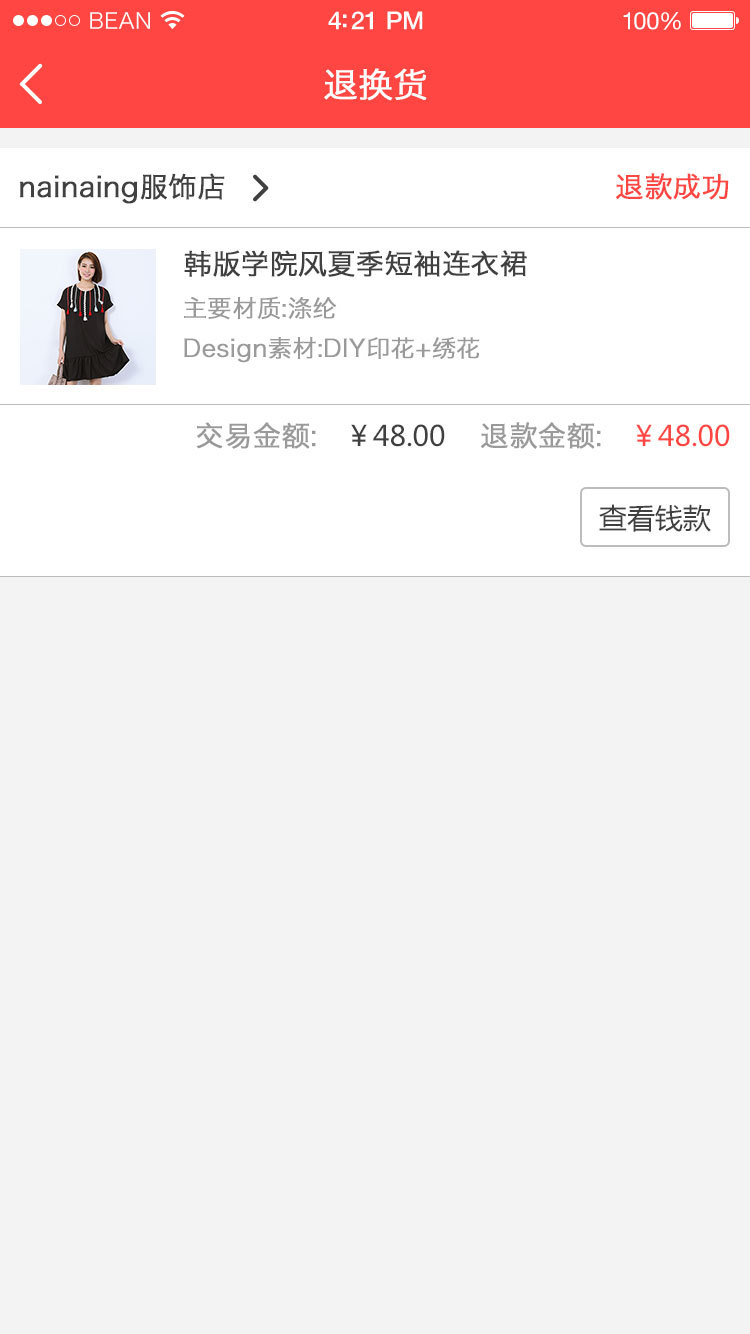 BEAN 4:21 PM 100%
退换货
nainaing服饰店 退款成功
韩版学院风夏季短袖连衣裙
主要材质:涤纶
Design素材:DIY印花+绣花
交易金额: ¥48.00 退款金额: ¥48.00
查看钱款